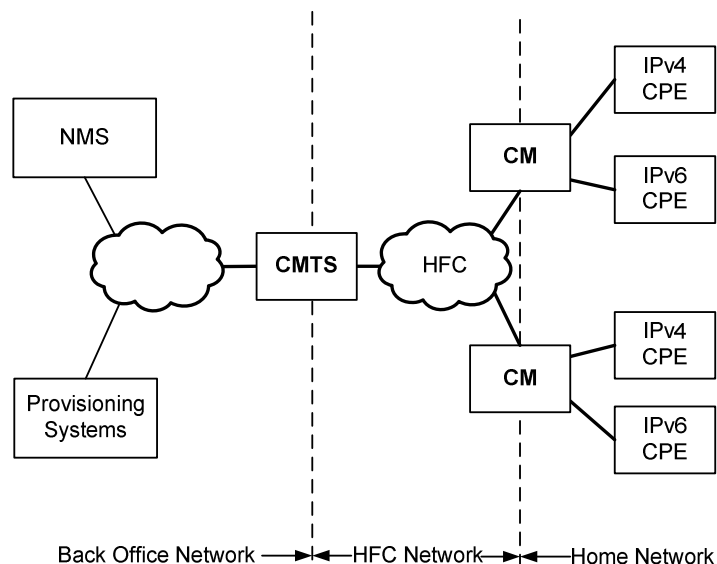 IPv4
CPE
NMS
CM
IPv6
CPE
CMTS
HFC
IPv4
CPE
CM
Provisioning
Systems
IPv6
CPE
Back Office Network
HFC Network
Home Network